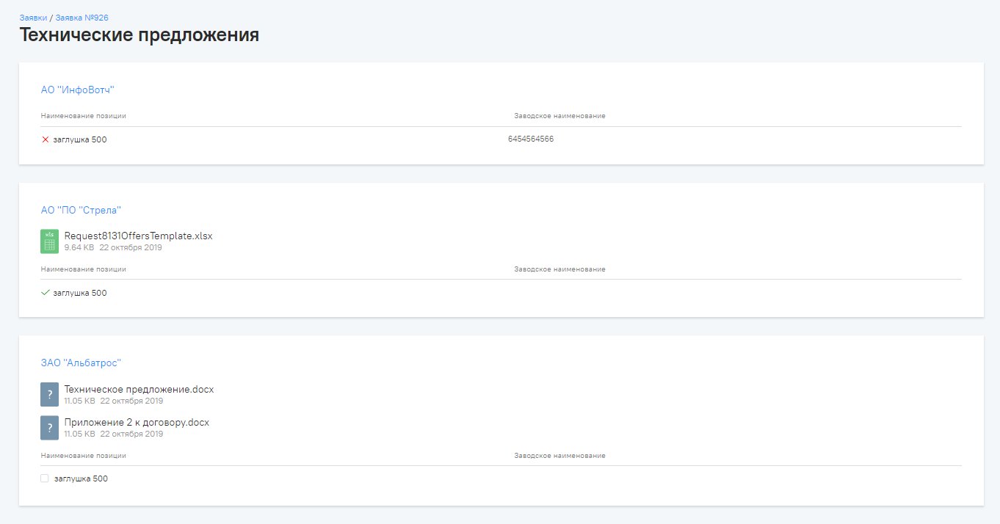 Заявки / Заявка №926
Технические предложения
АО "ИнфоВотч"
Наименование позиции Заводское наименование
заглушка 500 6454564566
АО "ПО "Стрела"
xls
Request8131OffersTemplate.xlsx
9.64 KB 22 октября 2019
Наименование позиции Заводское наименование
заглушка 500
ЗАО "Альбатрос"
?
Техническое предложение.docx
11.05 KB 22 октября 2019
?
Приложение 2 к договору.docx
11.05 KB 22 октября 2019
Наименование позиции Заводское наименование
заглушка 500